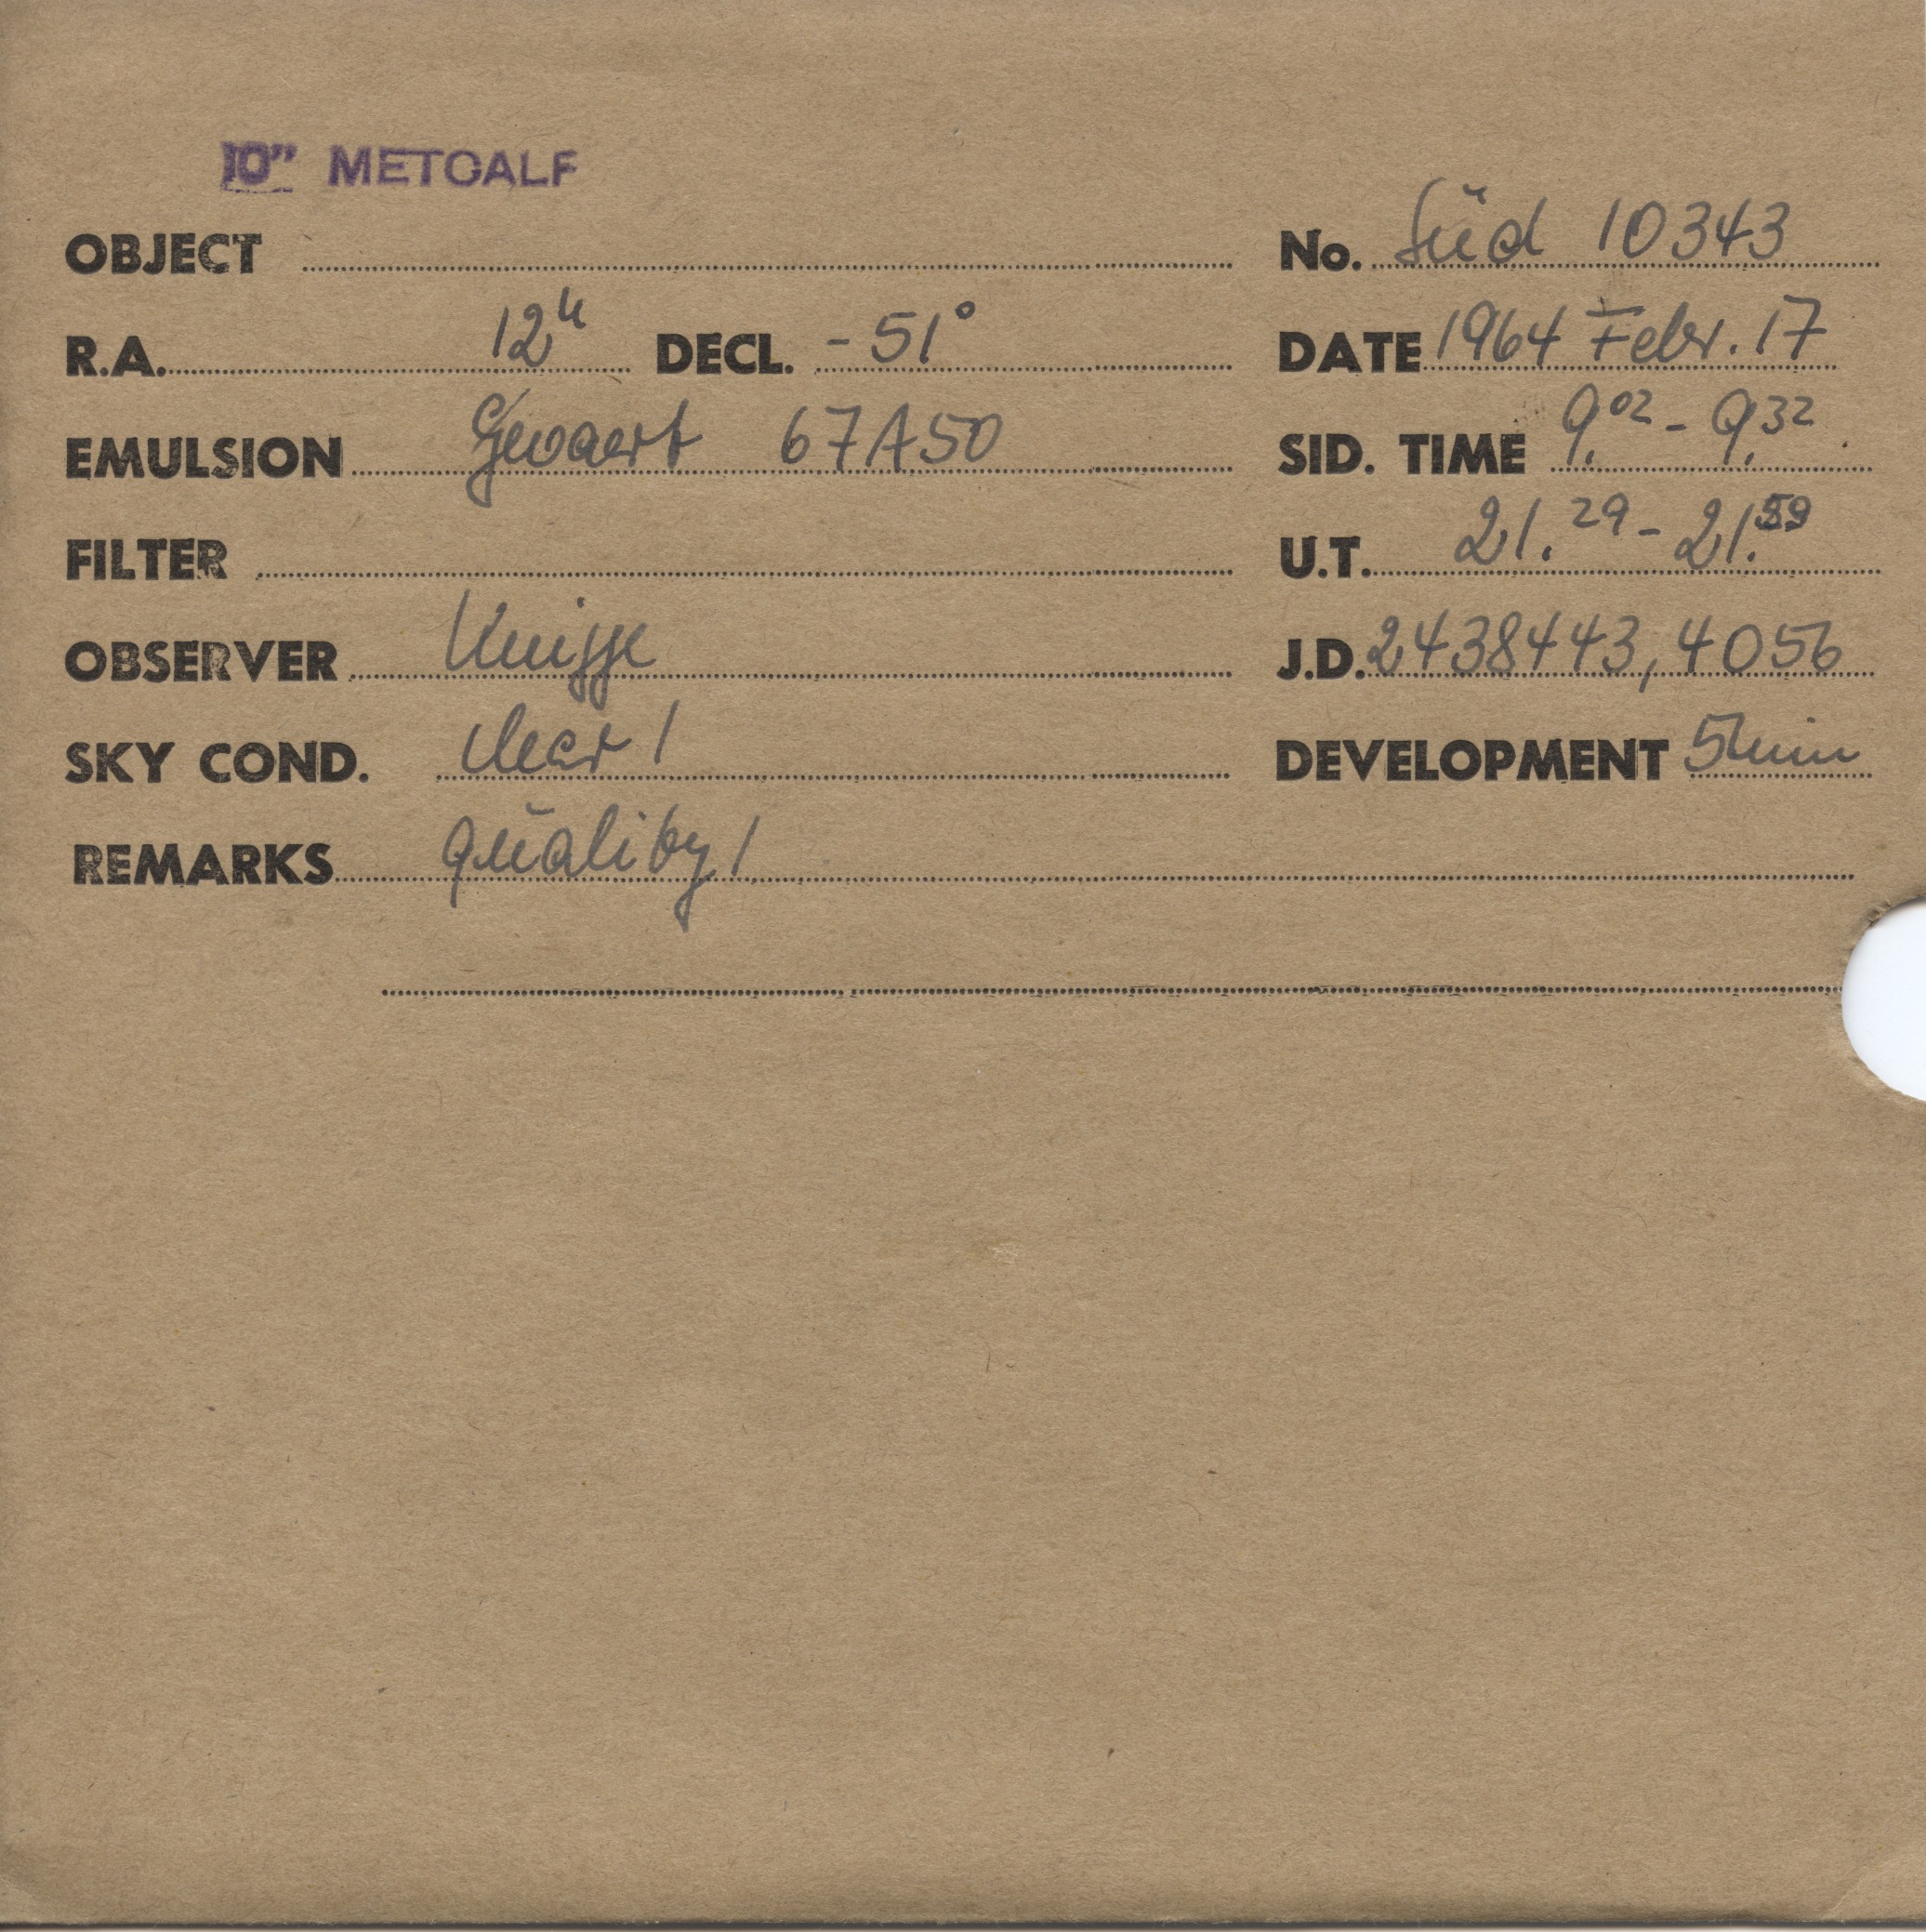 10" METCALF
OBJECT No. Süd 10343
R.A. 12h DECL. -51° DATE 1964 Febr. 17
EMULSION Gevaert 67A50 SID. TIME 9.02 - 9.32
FILTER U.T. 21.29 - 21.59
OBSERVER Knigge J.D. 2438443,4056
SKY COND. clear 1 DEVELOPMENT 5min
REMARKS quality 1